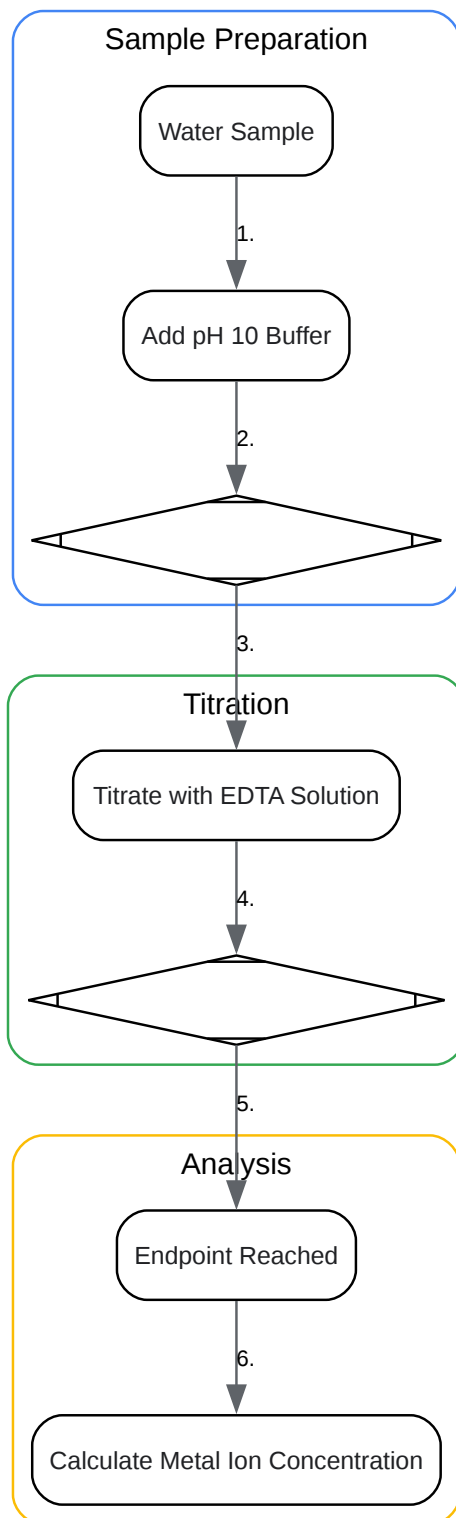 Sample Preparation
Water Sample
1.
Add pH 10 Buffer
2.
3.
Titration
Titrate with EDTA Solution
4.
5.
Analysis
Endpoint Reached
6.
Calculate Metal Ion Concentration